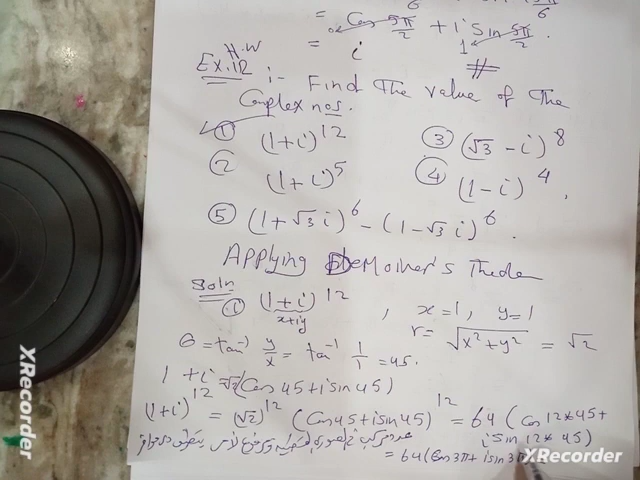 = Cos 5π/2 + i Sin 5π/2.
= i
H.W
Ex.12 :- Find The value of The
Complex nos.
① (1+i)^12 ③ (√3 - i)^8
② (1+i)^5 ④ (1-i)^4,
⑤ (1+√3 i)^6 - (1-√3 i)^6.
Applying DeMoiver's Theorem
Soln
① (1+i)^12, x=1, y=1
x+iy
r = √x²+y² = √2
θ = tan⁻¹ y/x = tan⁻¹ 1/1 = 45.
1 + i = √2 (Cos 45 + i sin 45)
(1+i)^12 = (√2)^12 (Cos 45 + i sin 45)^12 = 64 (Cos 12*45 +
i Sin 12*45)
= 64 (Cos 3π + i sin 3π
XRecorder
XRecorder